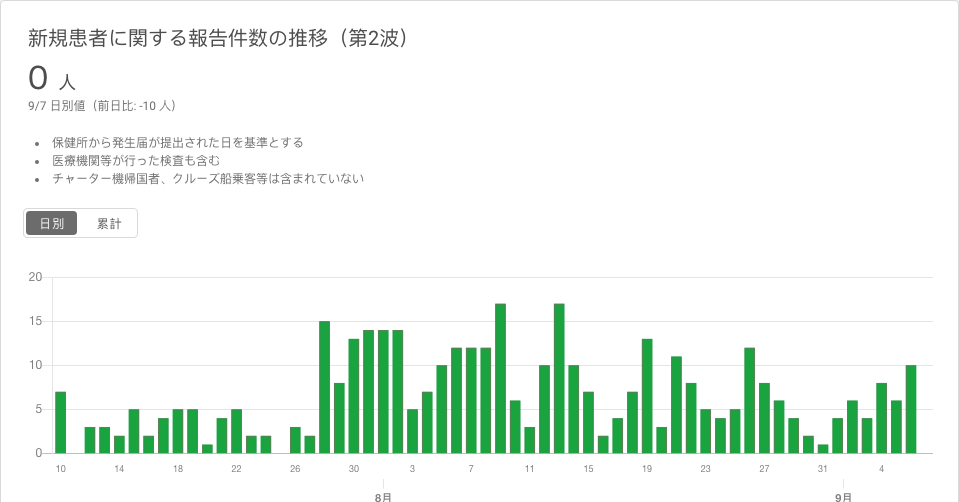 新規患者に関する報告件数の推移（第2波）
0 人
9/7 日別値（前日比: -10 人）
保健所から発生届が提出された日を基準とする
医療機関等が行った検査も含む
チャーター機帰国者、クルーズ船乗客等は含まれていない
日別 累計
20
15
10
5
0
10 14 18 22 26 30 3 7 11 15 19 23 27 31 4
8月 9月